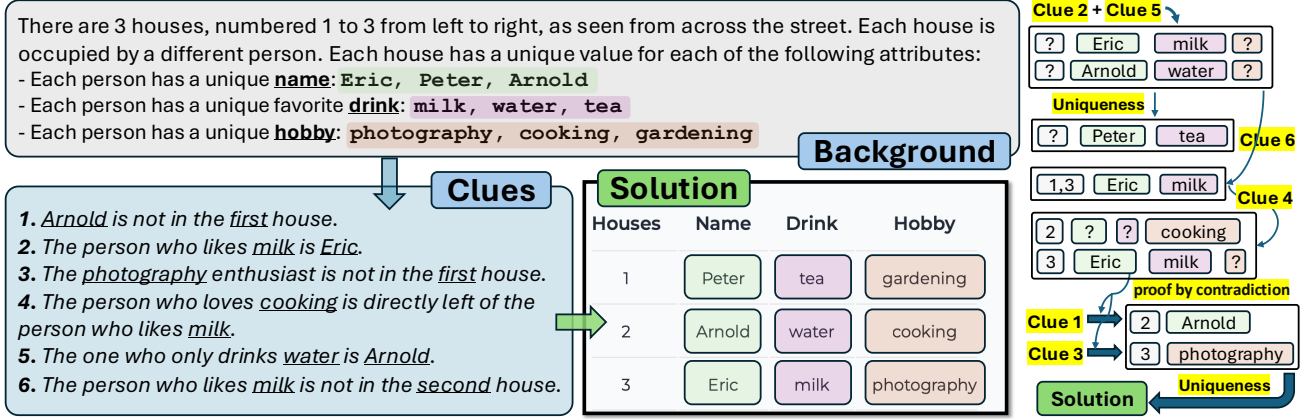 There are 3 houses, numbered 1 to 3 from left to right, as seen from across the street. Each house is
occupied by a different person. Each house has a unique value for each of the following attributes:
- Each person has a unique name: Eric, Peter, Arnold
- Each person has a unique favorite drink: milk, water, tea
- Each person has a unique hobby: photography, cooking, gardening
Background
Clues
1. Arnold is not in the first house.
2. The person who likes milk is Eric.
3. The photography enthusiast is not in the first house.
4. The person who loves cooking is directly left of the
person who likes milk.
5. The one who only drinks water is Arnold.
6. The person who likes milk is not in the second house.
Solution
Houses Name Drink Hobby
1 Peter tea gardening
2 Arnold water cooking
3 Eric milk photography
Clue 2 + Clue 5
? Eric milk ?
? Arnold water ?
Uniqueness
? Peter tea
Clue 6
1,3 Eric milk
Clue 4
2 ? ? cooking
3 Eric milk ?
proof by contradiction
Clue 1 2 Arnold
Clue 3 3 photography
Uniqueness
Solution